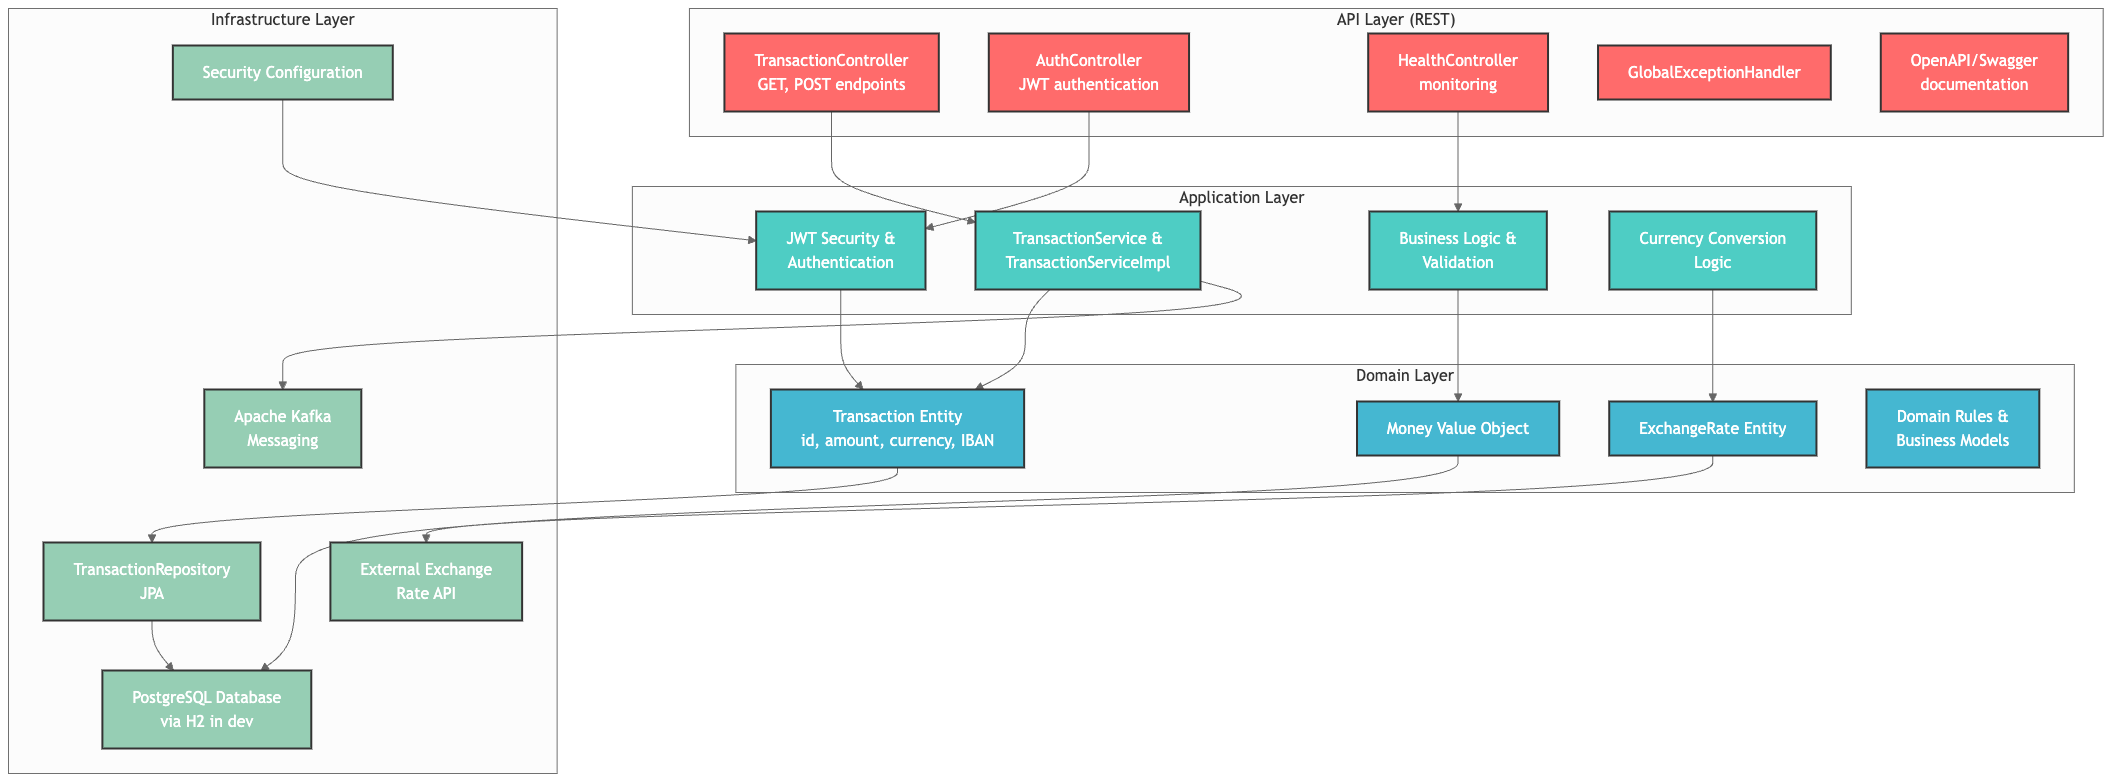 Infrastructure Layer
Security Configuration
Apache Kafka
Messaging
TransactionRepository
JPA
External Exchange
Rate API
PostgreSQL Database
via H2 in dev
API Layer (REST)
TransactionController
GET, POST endpoints
AuthController
JWT authentication
HealthController
monitoring
GlobalExceptionHandler
OpenAPI/Swagger
documentation
Application Layer
JWT Security &
Authentication
TransactionService &
TransactionServiceImpl
Business Logic &
Validation
Currency Conversion
Logic
Domain Layer
Transaction Entity
id, amount, currency, IBAN
Money Value Object
ExchangeRate Entity
Domain Rules &
Business Models